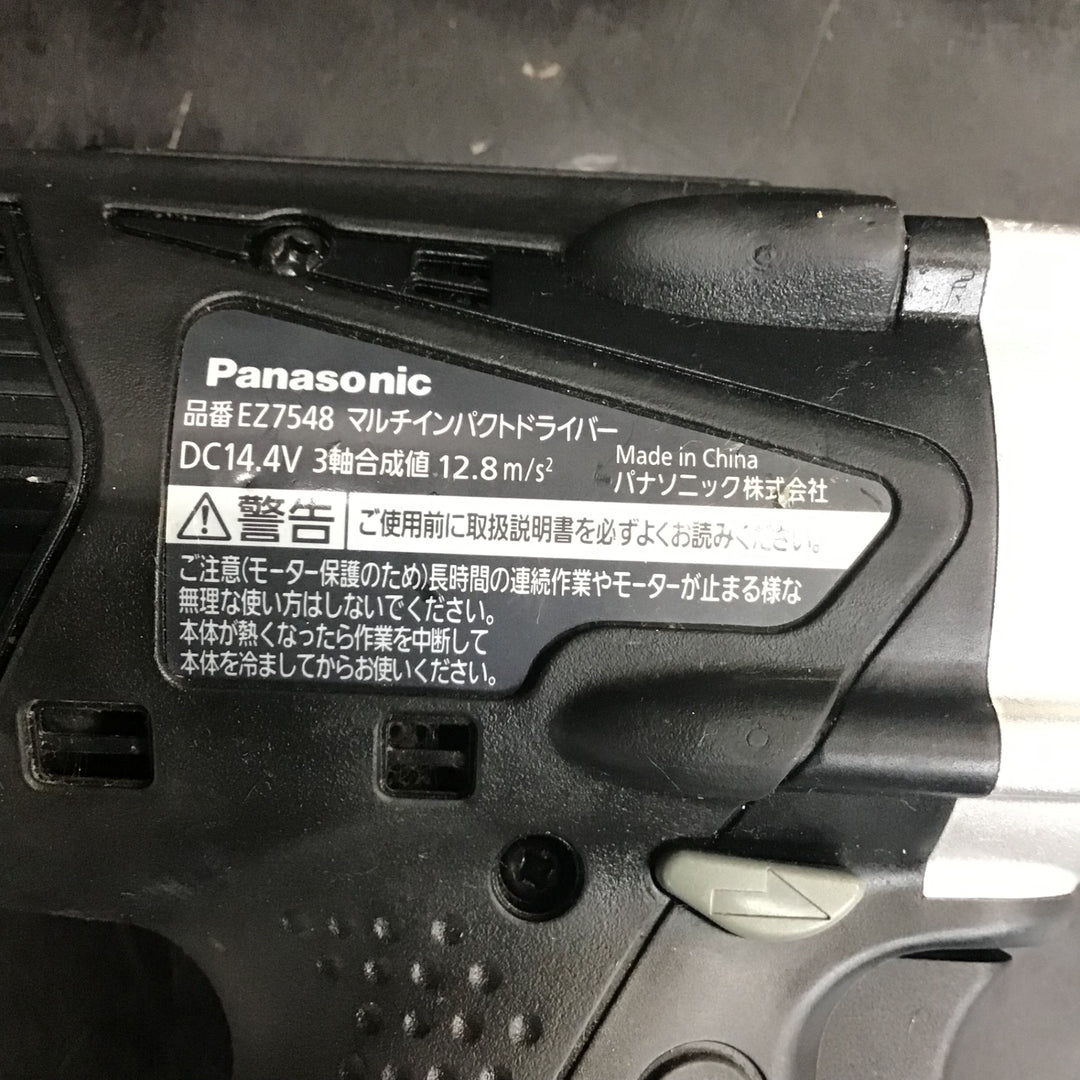 Panasonic
品番 EZ7548 マルチインパクトドライバー
DC14.4V 3軸合成値 12.8m/s²
Made in China
パナソニック株式会社
警告 ご使用前に取扱説明書を必ずよくお読みください。
ご注意(モーター保護のため)長時間の連続作業やモーターが止まる様な
無理な使い方はしないでください。
本体が熱くなったら作業を中断して
本体を冷ましてからお使いください。